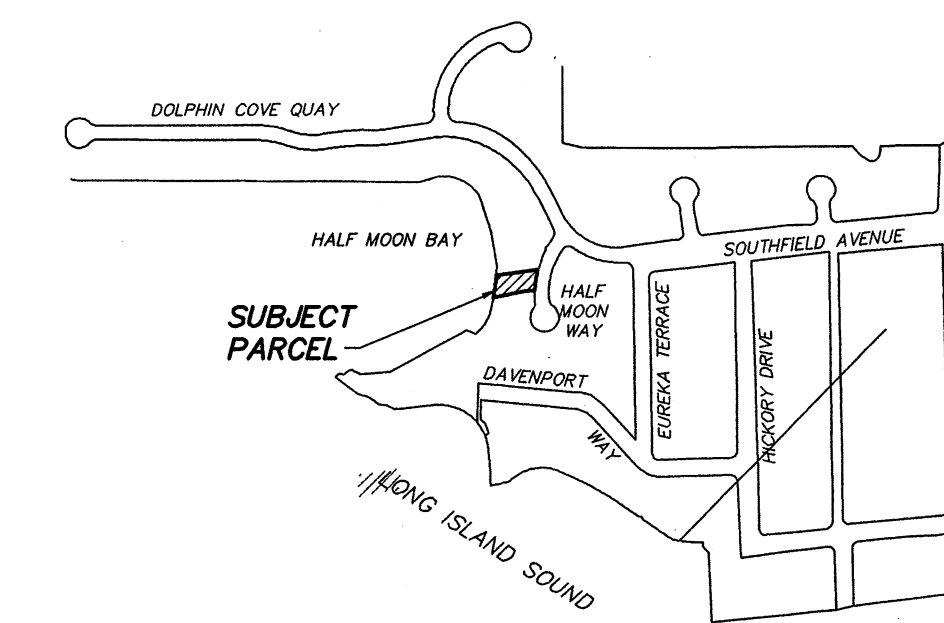 DOLPHIN COVE QUAY
HALF MOON BAY
SOUTHFIELD AVENUE
SUBJECT
PARCEL
HALF
MOON
WAY
EUREKA TERRACE
HICKORY DRIVE
DAVENPORT
WAY
LONG ISLAND SOUND